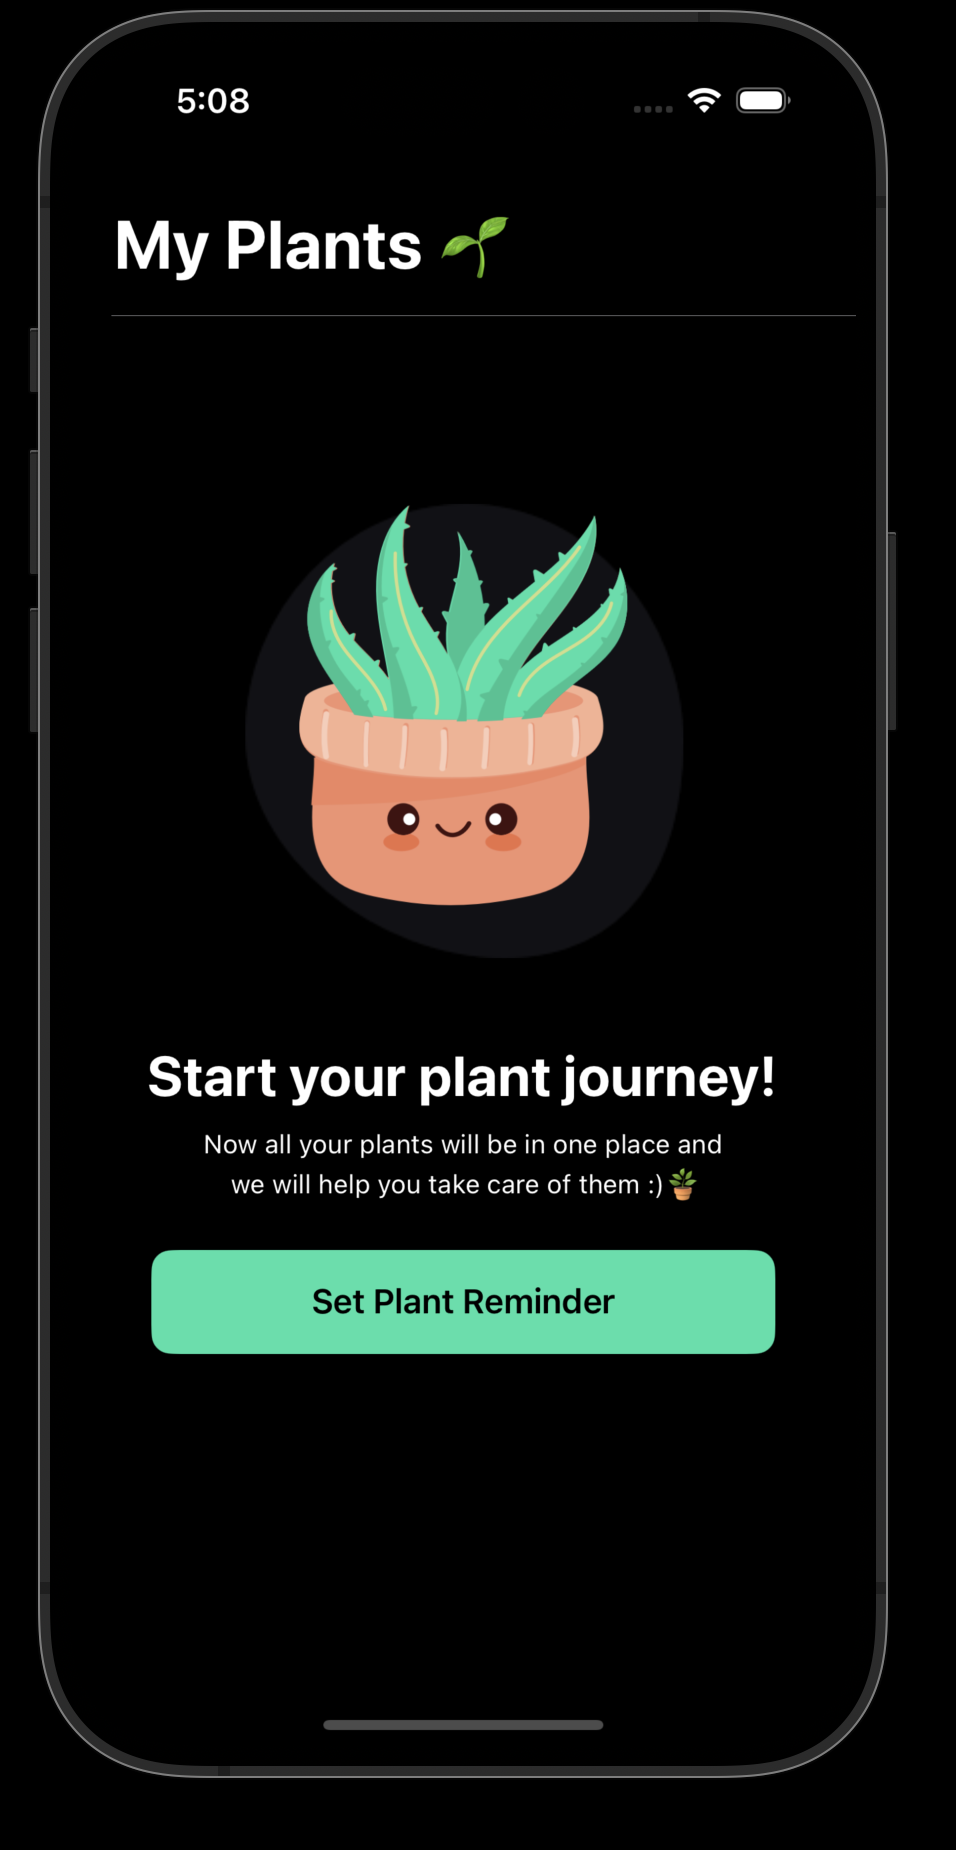 5:08
My Plants 🌱
Start your plant journey!
Now all your plants will be in one place and
we will help you take care of them :)🪴
Set Plant Reminder